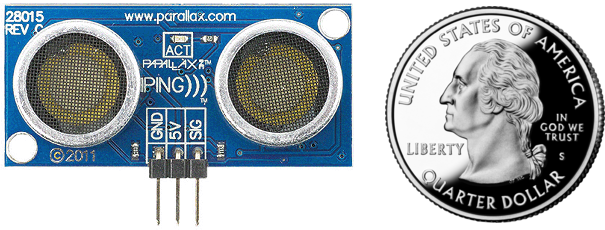 28015
REV C
www.parallax.com
ACT
PARALLAX
PING)))™
GND
5V
SIG
©2011
UNITED STATES OF AMERICA
LIBERTY
IN
GOD WE
TRUST
S
QUARTER DOLLAR